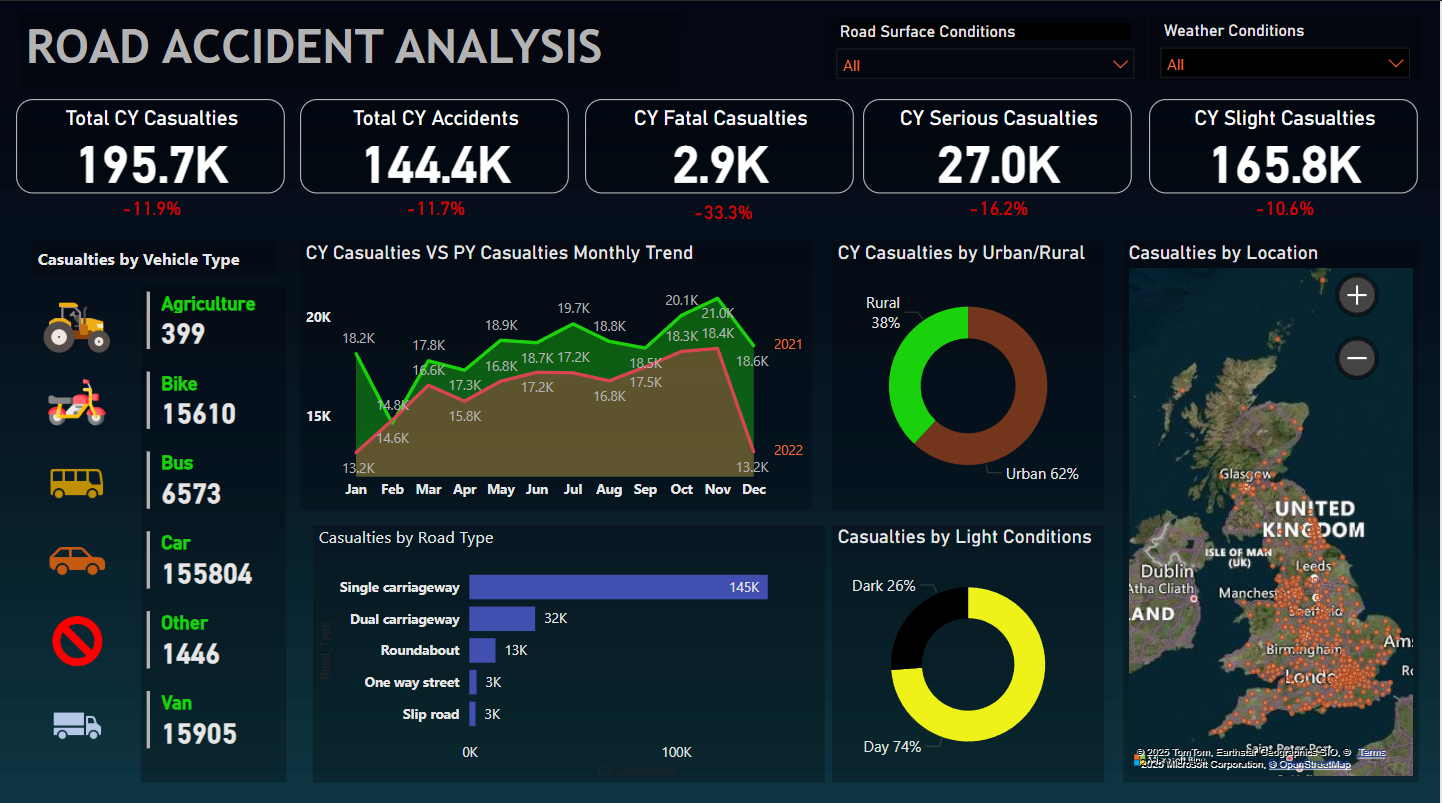 ROAD ACCIDENT ANALYSIS
Road Surface Conditions
All
Weather Conditions
All
Total CY Casualties
195.7K
-11.9%
Total CY Accidents
144.4K
-11.7%
CY Fatal Casualties
2.9K
-33.3%
CY Serious Casualties
27.0K
-16.2%
CY Slight Casualties
165.8K
-10.6%
Casualties by Vehicle Type
Agriculture
399
Bike
15610
Bus
6573
Car
155804
Other
1446
Van
15905
CY Casualties VS PY Casualties Monthly Trend
20K
15K
18.2K
14.8K
17.8K
17.3K
18.9K
18.7K
19.7K
18.8K
18.5K
20.1K
21.0K
18.6K
2021
13.2K
14.6K
16.6K
15.8K
16.8K
17.2K
17.2K
16.8K
17.5K
18.3K
18.4K
13.2K
2022
Jan Feb Mar Apr May Jun Jul Aug Sep Oct Nov Dec
Casualties by Road Type
Road_Type
Single carriageway 145K
Dual carriageway 32K
Roundabout 13K
One way street 3K
Slip road 3K
0K 100K
CY Casualties
CY Casualties by Urban/Rural
Rural
38%
Urban 62%
Casualties by Light Conditions
Dark 26%
Day 74%
Casualties by Location
+
−
Glasgow
UNITED
KINGDOM
ISLE OF MAN
(UK)
Dublin
Atha Cliath
LAND
Leeds
Manchest
Sheffield
Birmingham
Londo
Ams
Ro
Saint Peter Port
© 2025 TomTom, Earthstar Geographics SIO, © Terms
2025 Microsoft Corporation, © OpenStreetMap